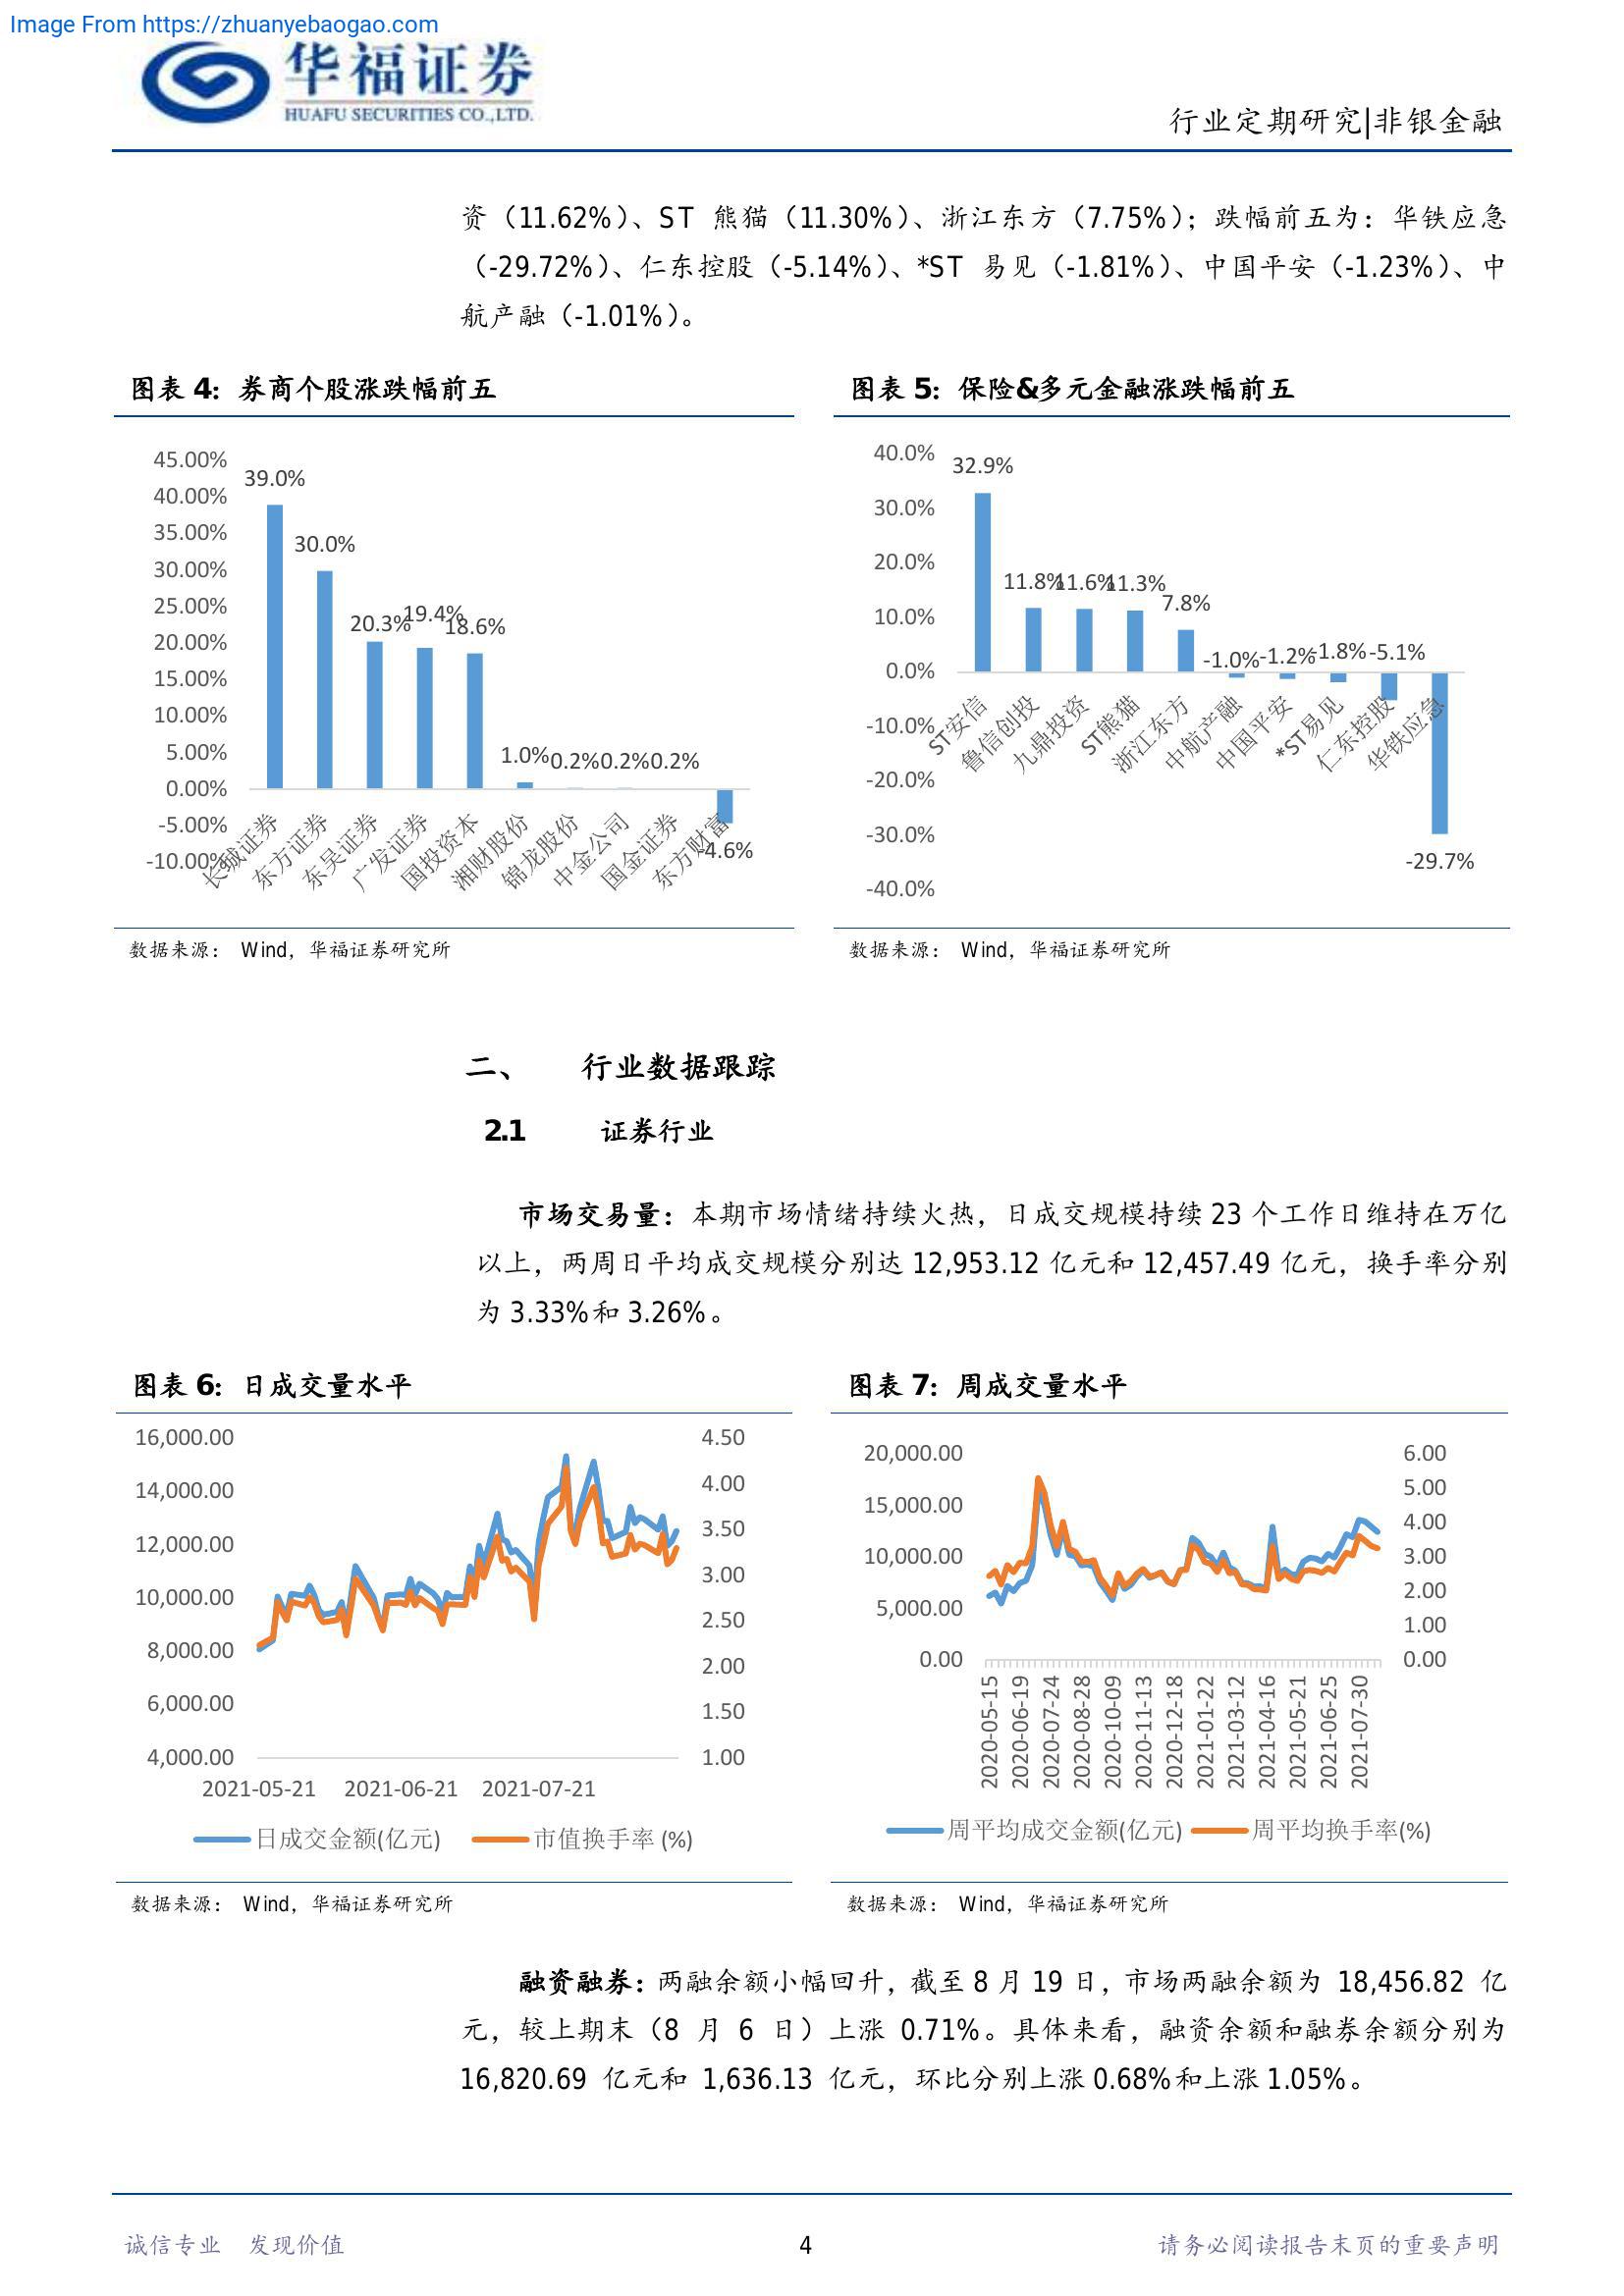 Image From https://zhuanyebaogao.com
华福证券
HUAFU SECURITIES CO.,LTD.
行业定期研究|非银金融
资（11.62%）、ST 熊猫（11.30%）、浙江东方（7.75%）；跌幅前五为：华铁应急
（-29.72%）、仁东控股（-5.14%）、*ST 易见（-1.81%）、中国平安（-1.23%）、中
航产融（-1.01%）。
图表 4：券商个股涨跌幅前五
45.00%
40.00%
35.00%
30.00%
25.00%
20.00%
15.00%
10.00%
5.00%
0.00%
-5.00%
-10.00%
39.0%
30.0%
20.3%
19.4%
18.6%
1.0%
0.2%
0.2%
0.2%
-4.6%
长城证券
东方证券
东吴证券
广发证券
国投资本
湘财股份
锦龙股份
中金公司
国金证券
东方财富
数据来源： Wind，华福证券研究所
图表 5：保险&多元金融涨跌幅前五
40.0%
30.0%
20.0%
10.0%
0.0%
-10.0%
-20.0%
-30.0%
-40.0%
32.9%
11.8%
11.6%
11.3%
7.8%
-1.0%
-1.2%
-1.8%
-5.1%
-29.7%
ST安信
鲁信创投
九鼎投资
ST熊猫
浙江东方
中航产融
中国平安
*ST易见
仁东控股
华铁应急
数据来源： Wind，华福证券研究所
二、 行业数据跟踪
2.1 证券行业
市场交易量：本期市场情绪持续火热，日成交规模持续 23 个工作日维持在万亿
以上，两周日平均成交规模分别达 12,953.12 亿元和 12,457.49 亿元，换手率分别
为 3.33%和 3.26%。
图表 6：日成交量水平
16,000.00
14,000.00
12,000.00
10,000.00
8,000.00
6,000.00
4,000.00
4.50
4.00
3.50
3.00
2.50
2.00
1.50
1.00
2021-05-21 2021-06-21 2021-07-21
日成交金额(亿元) 市值换手率 (%)
数据来源： Wind，华福证券研究所
图表 7：周成交量水平
20,000.00
15,000.00
10,000.00
5,000.00
0.00
6.00
5.00
4.00
3.00
2.00
1.00
0.00
2020-05-15
2020-06-19
2020-07-24
2020-08-28
2020-10-09
2020-11-13
2020-12-18
2021-01-22
2021-03-12
2021-04-16
2021-05-21
2021-06-25
2021-07-30
周平均成交金额(亿元) 周平均换手率(%)
数据来源： Wind，华福证券研究所
融资融券：两融余额小幅回升，截至 8 月 19 日，市场两融余额为 18,456.82 亿
元，较上期末（8 月 6 日）上涨 0.71%。具体来看，融资余额和融券余额分别为
16,820.69 亿元和 1,636.13 亿元，环比分别上涨 0.68%和上涨 1.05%。
诚信专业 发现价值
4
请务必阅读报告末页的重要声明